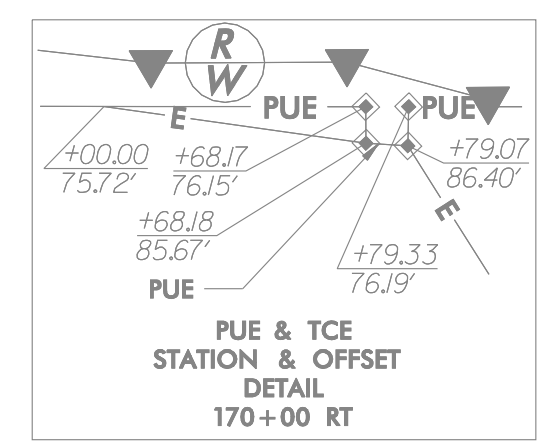 R
W
PUE
PUE
E
+00.00
75.72'
+68.17
76.15'
+79.07
86.40'
E
+68.18
85.67'
+79.33
76.19'
PUE
PUE & TCE
STATION & OFFSET
DETAIL
170+00 RT